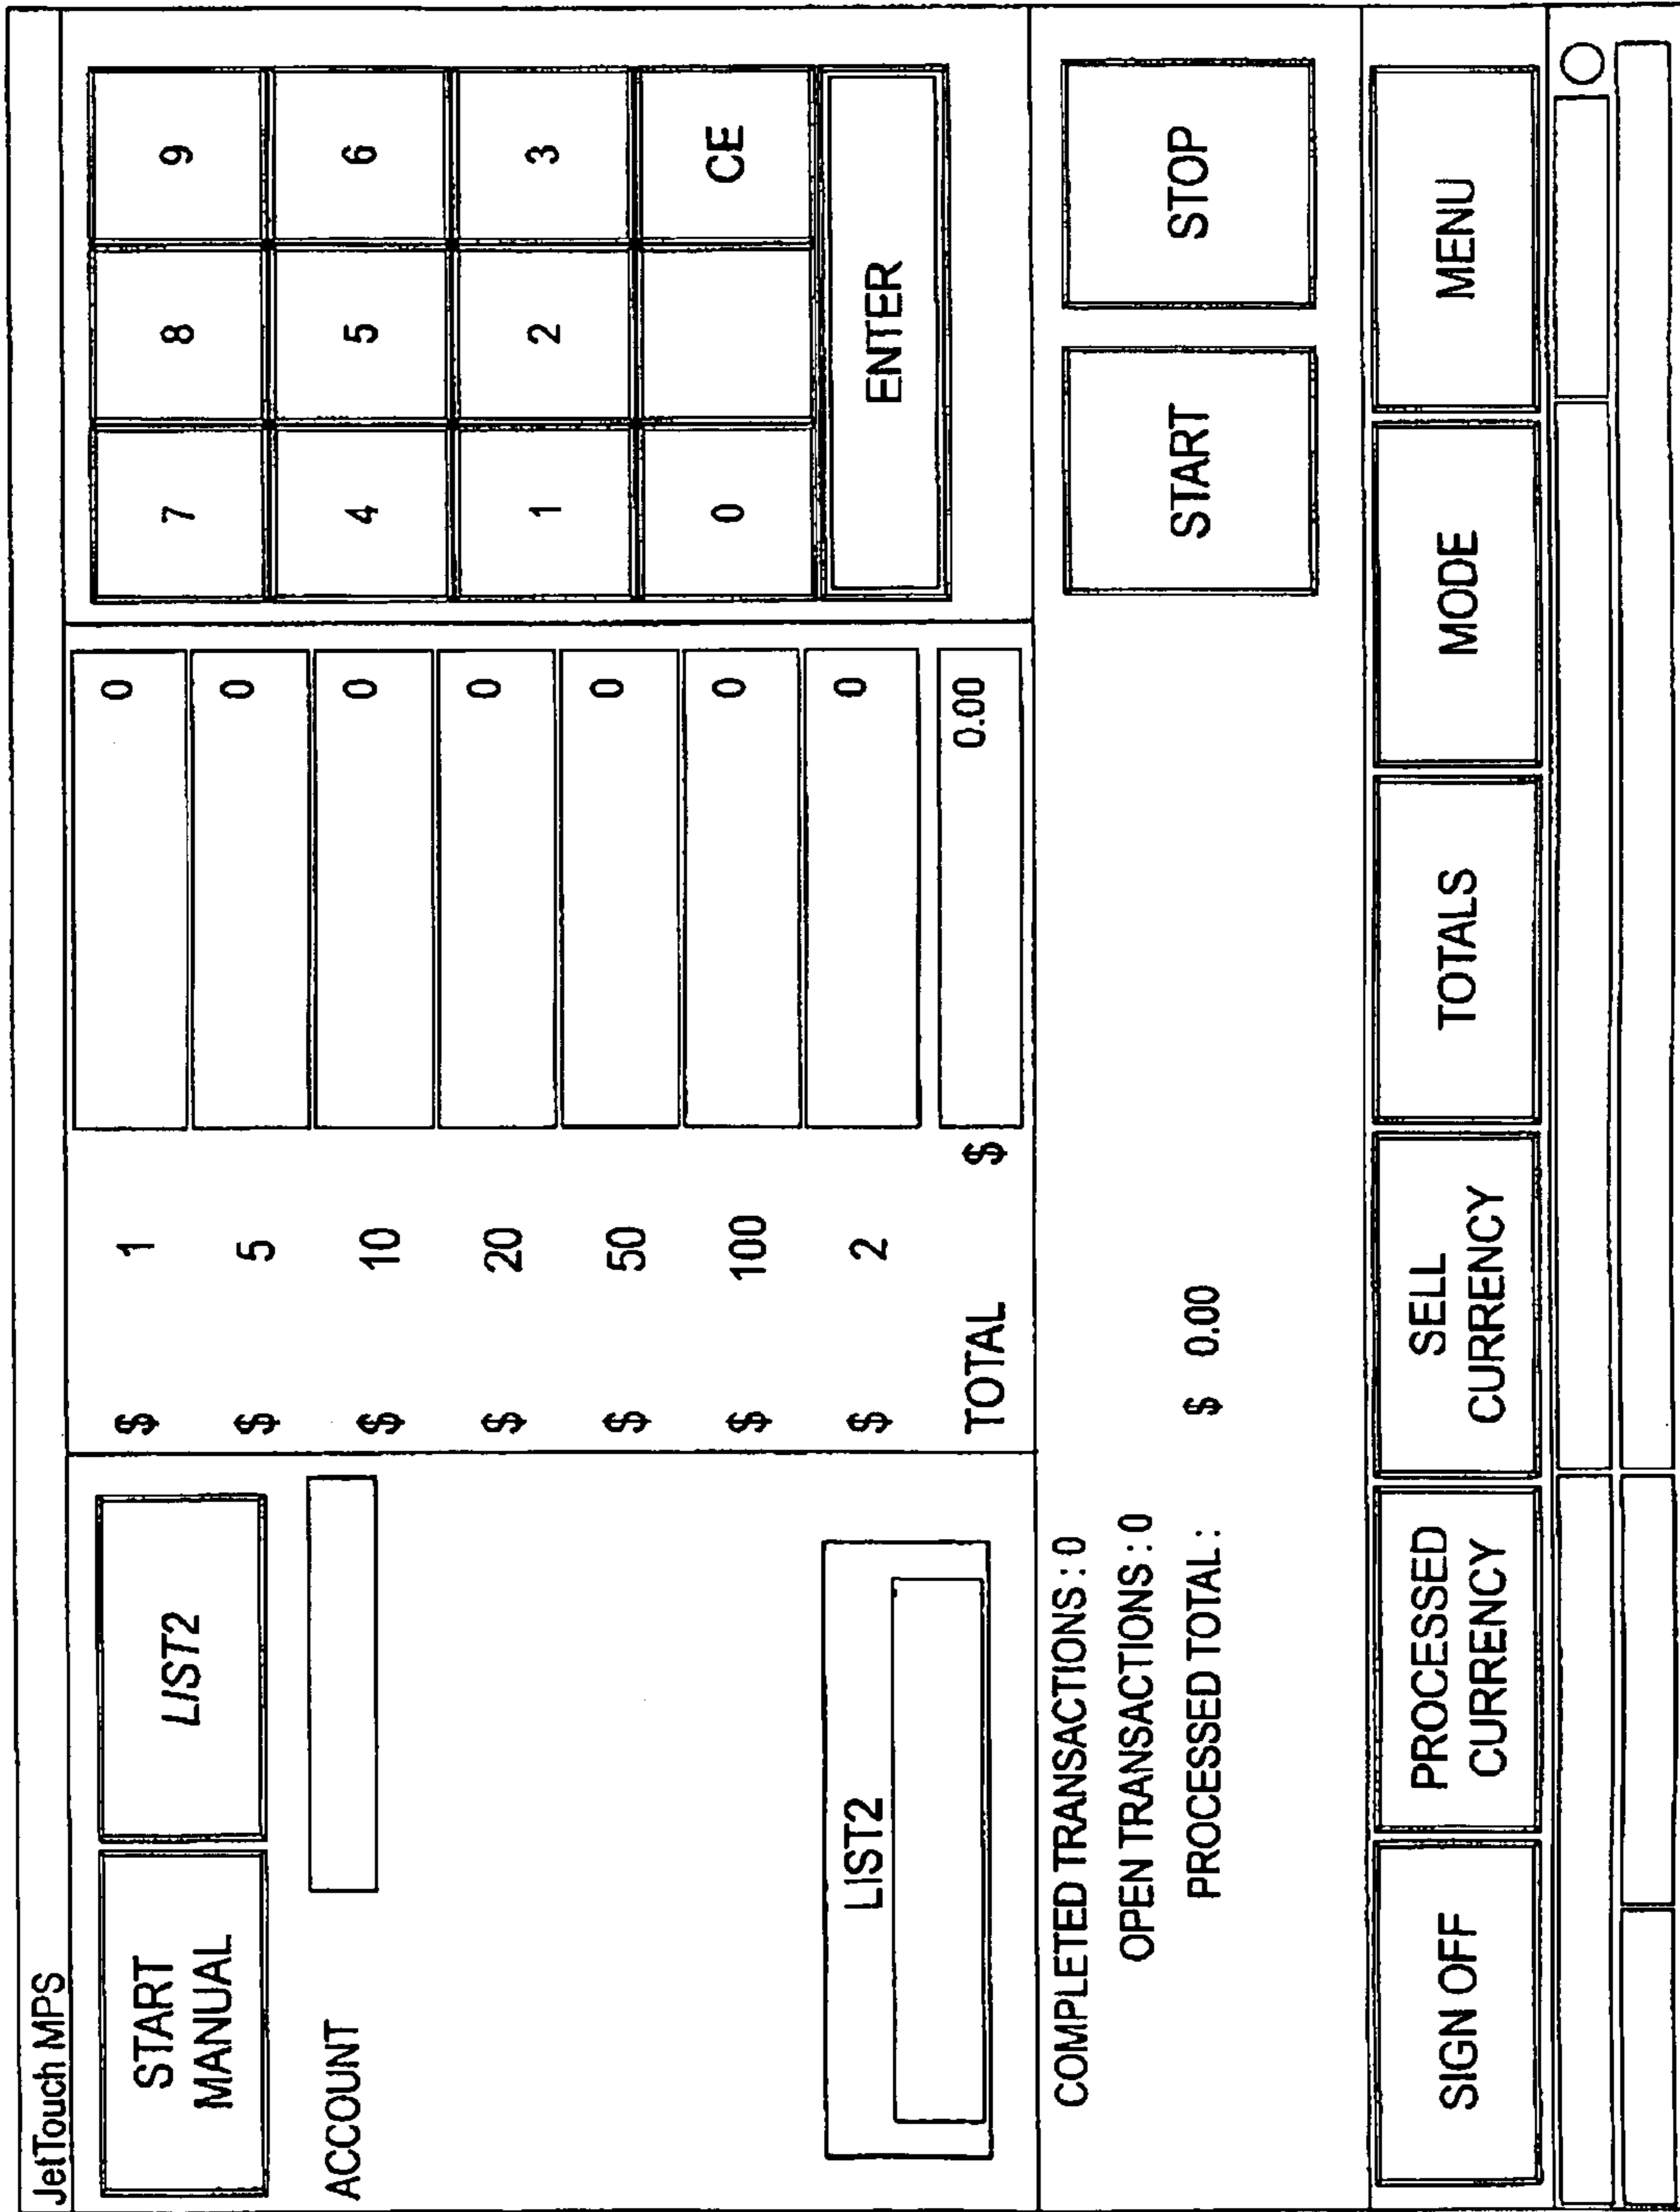 JetTouch MPS
START
MANUAL
LIST2
ACCOUNT
LIST2
$ 1 0
$ 5 0
$ 10 0
$ 20 0
$ 50 0
$ 100 0
$ 2 0
TOTAL $ 0.00
7 8 9
4 5 6
1 2 3
0 CE
ENTER
COMPLETED TRANSACTIONS : 0
OPEN TRANSACTIONS : 0
PROCESSED TOTAL : $ 0.00
START
STOP
SIGN OFF
PROCESSED
CURRENCY
SELL
CURRENCY
TOTALS
MODE
MENU